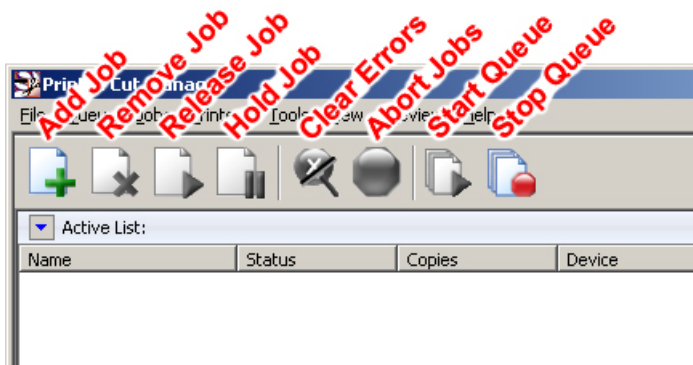 Add Job
Remove Job
Release Job
Hold Job
Clear Errors
Abort Jobs
Start Queue
Stop Queue
Active List:
Name Status Copies Device